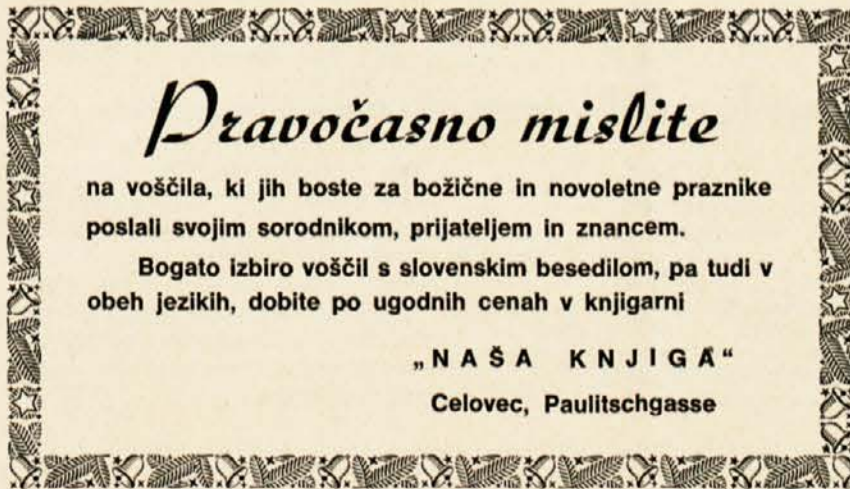 Pravočasno mislite
na voščila, ki jih boste za božične in novoletne praznike
poslali svojim sorodnikom, prijateljem in znancem.
Bogato izbiro voščil s slovenskim besedilom, pa tudi v
obeh jezikih, dobite po ugodnih cenah v knjigarni
„NAŠA KNJIGA“
Celovec, Paulitschgasse